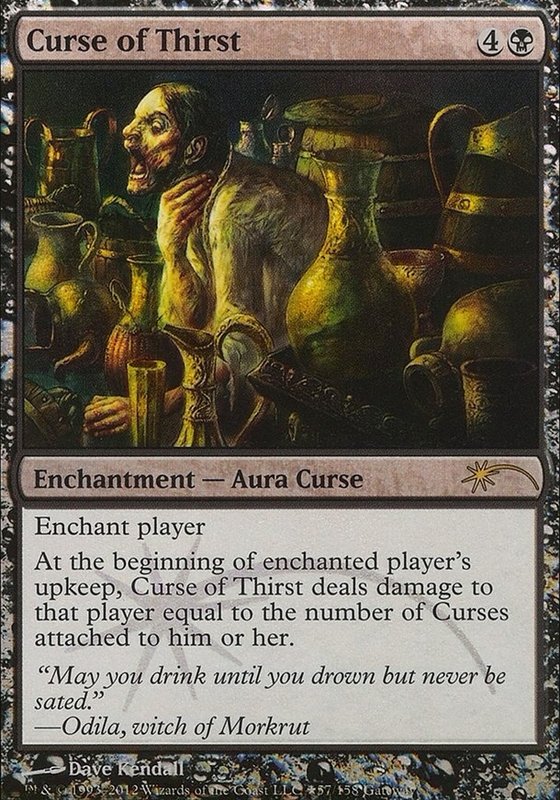 Curse of Thirst 4
Enchantment — Aura Curse
Enchant player
At the beginning of enchanted player's
upkeep, Curse of Thirst deals damage to
that player equal to the number of Curses
attached to him or her.
“May you drink until you drown but never be
sated.”
—Odila, witch of Morkrut
Dave Kendall
™ & © 1993–2012 Wizards of the Coast LLC 57/158 Gateway